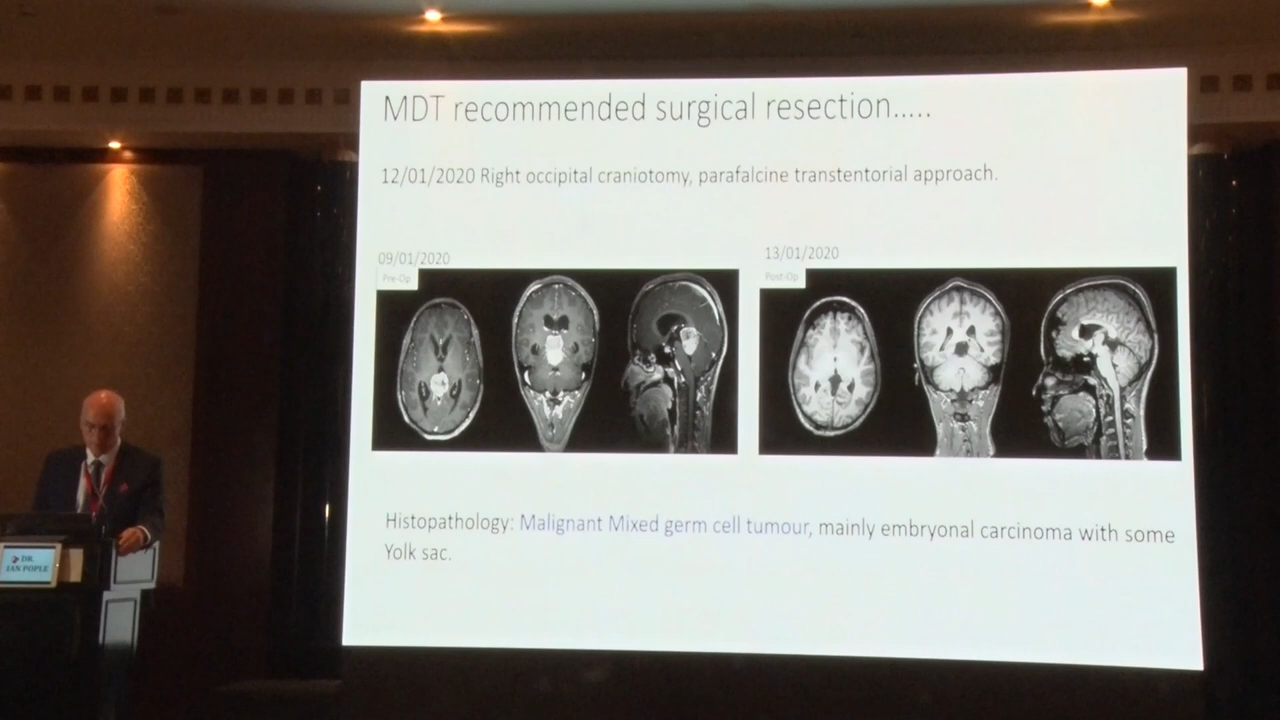 MDT recommended surgical resection.....
12/01/2020 Right occipital craniotomy, parafalcine transtentorial approach.
09/01/2020
Pre-Op
13/01/2020
Post-Op
Histopathology: Malignant Mixed germ cell tumour, mainly embryonal carcinoma with some
Yolk sac.
DR.
IAN POPLE